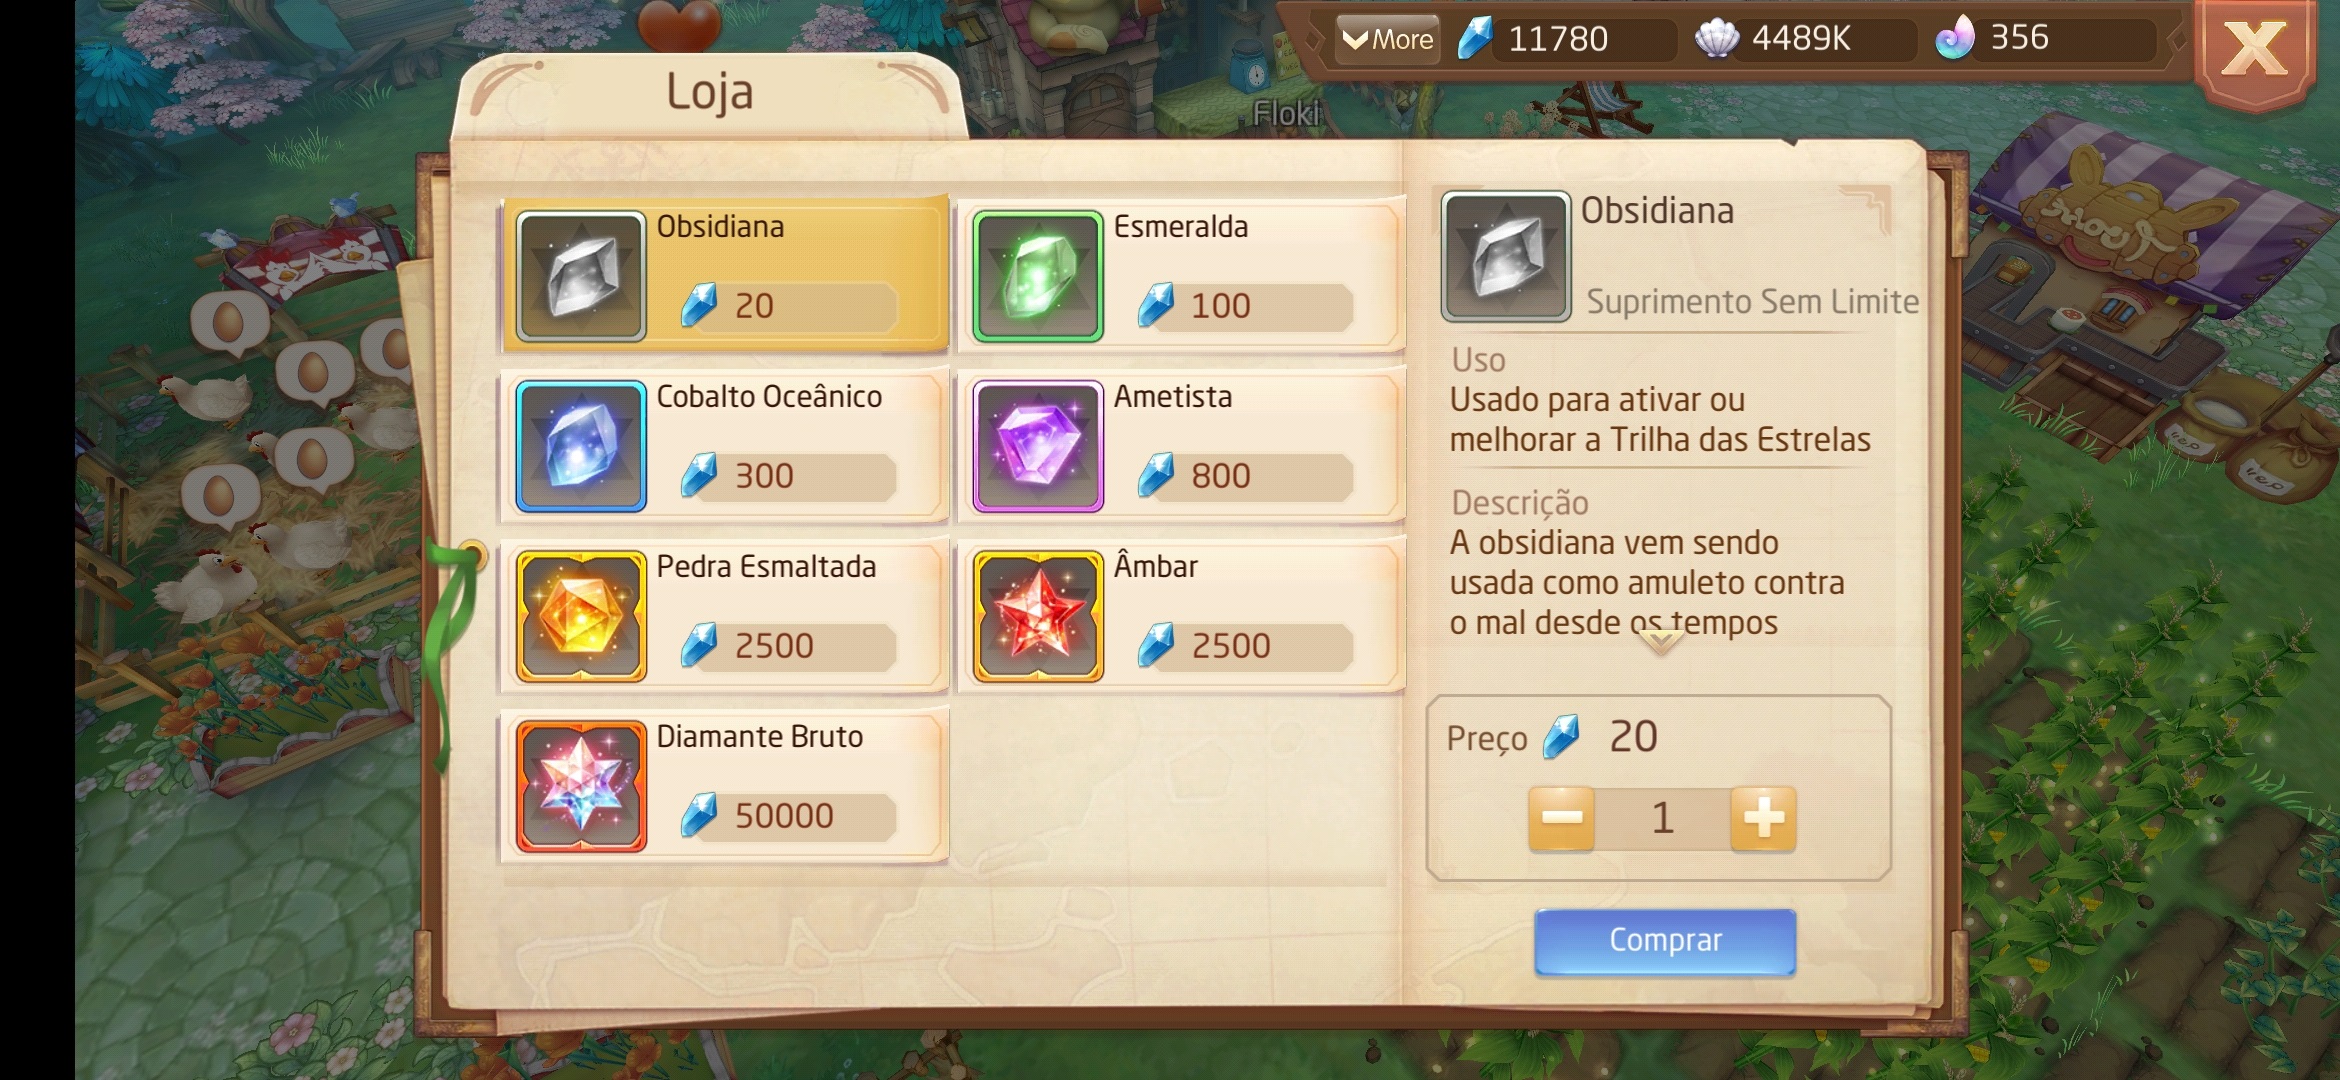 More
11780
4489K
356
Loja
Floki
Obsidiana
20
Esmeralda
100
Cobalto Oceânico
300
Ametista
800
Pedra Esmaltada
2500
Âmbar
2500
Diamante Bruto
50000
Obsidiana
Suprimento Sem Limite
Uso
Usado para ativar ou
melhorar a Trilha das Estrelas
Descrição
A obsidiana vem sendo
usada como amuleto contra
o mal desde os tempos
Preço 20
1
Comprar